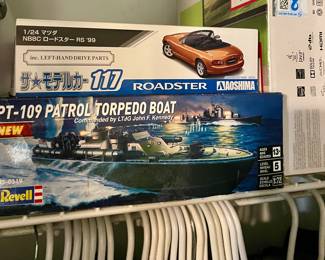 1/24 マツダ
NB8C ロードスター RS '99
inc. LEFT-HAND DRIVE PARTS
ザ★モデルカー 117
ROADSTER AOSHIMA
PT-109 PATROL TORPEDO BOAT
NEW
Commanded by LTJG John F. Kennedy
Revell